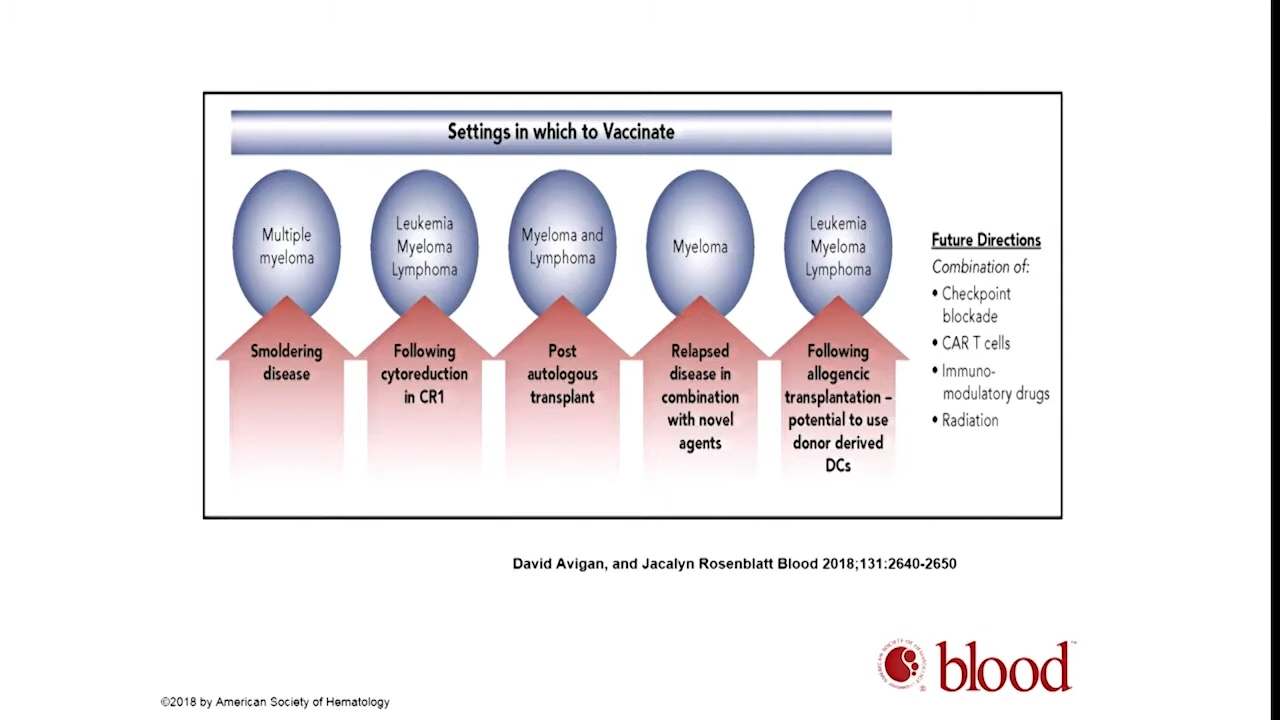 Settings in which to Vaccinate
Multiple
myeloma
Leukemia
Myeloma
Lymphoma
Myeloma and
Lymphoma
Myeloma
Leukemia
Myeloma
Lymphoma
Smoldering
disease
Following
cytoreduction
in CR1
Post
autologous
transplant
Relapsed
disease in
combination
with novel
agents
Following
allogencic
transplantation –
potential to use
donor derived
DCs
Future Directions
Combination of:
• Checkpoint
blockade
• CAR T cells
• Immuno-
modulatory drugs
• Radiation
David Avigan, and Jacalyn Rosenblatt Blood 2018;131:2640-2650
blood™
©2018 by American Society of Hematology